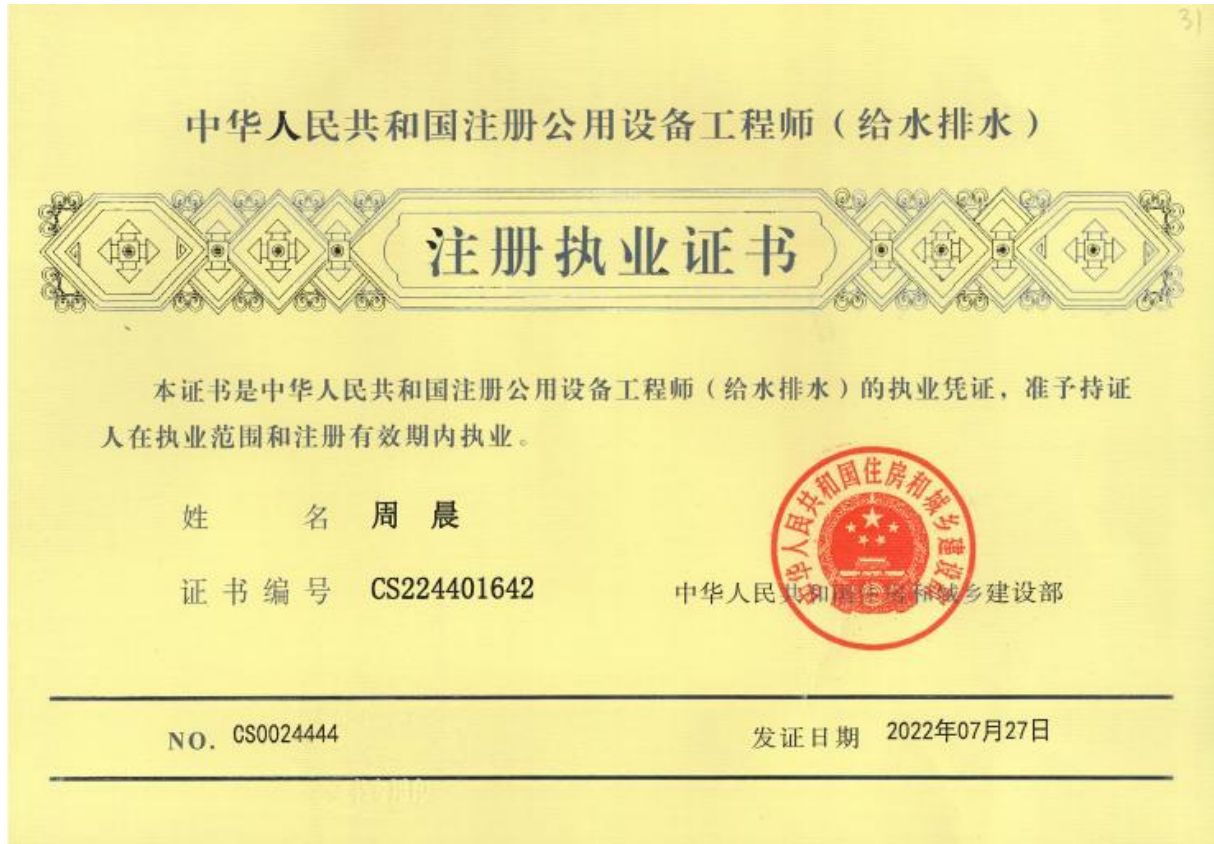 31
中华人民共和国注册公用设备工程师（给水排水）
注册执业证书
本证书是中华人民共和国注册公用设备工程师（给水排水）的执业凭证，准予持证
人在执业范围和注册有效期内执业。
姓 名 周 晨
证书编号 CS224401642
中华人民共和国住房和城乡建设部
中华人民共和国住房和城乡建设部
NO. CS0024444
发证日期 2022年07月27日